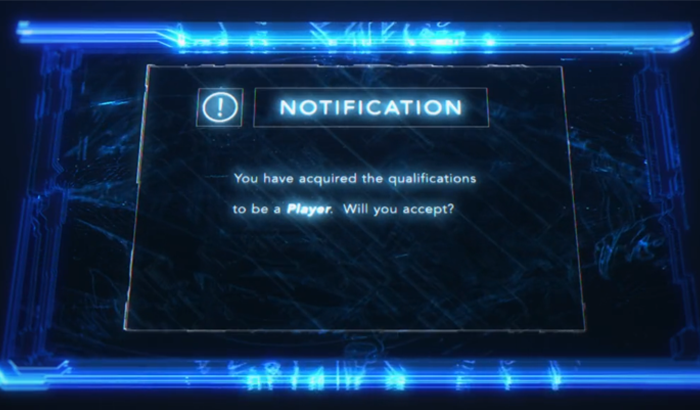 !
NOTIFICATION
You have acquired the qualifications
to be a Player. Will you accept?